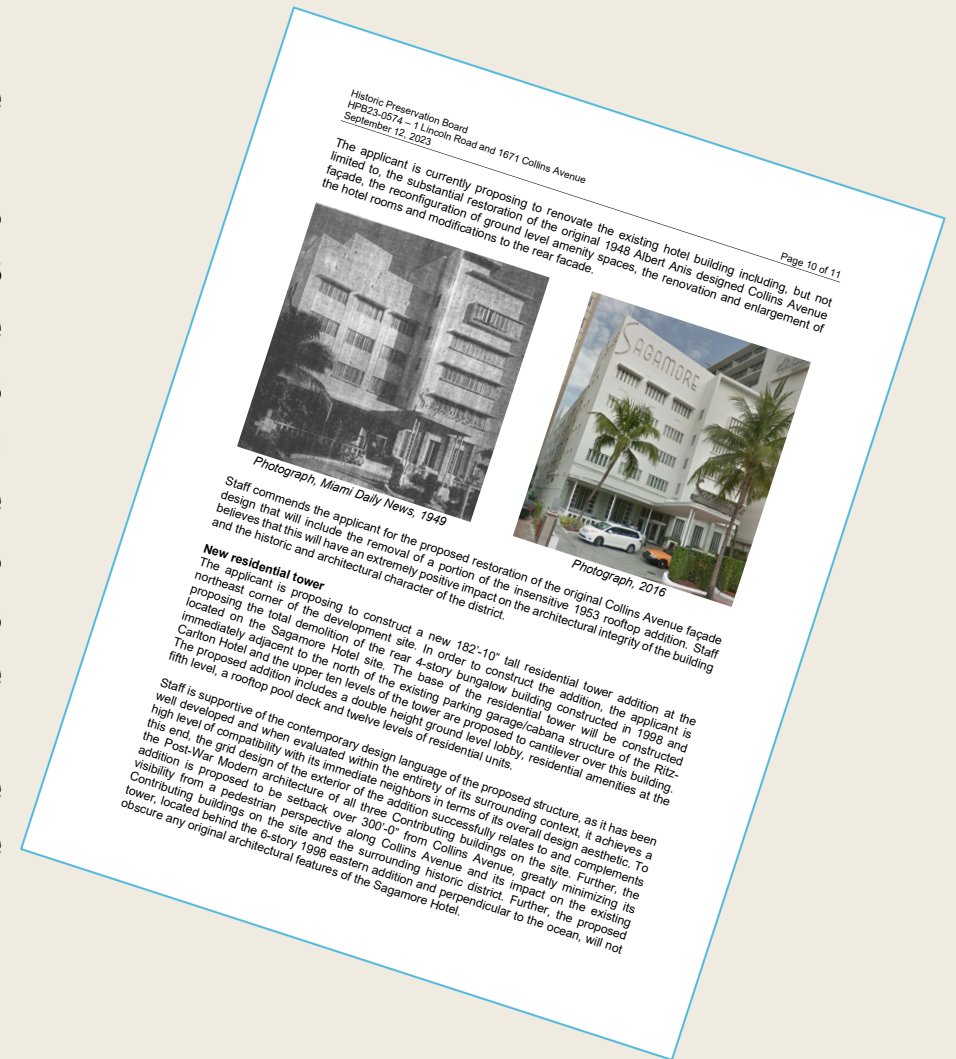 Historic Preservation Board
HPB23-0574 – 1 Lincoln Road and 1671 Collins Avenue
September 12, 2023
Page 10 of 11
The applicant is currently proposing to renovate the existing hotel building including, but not
limited to, the substantial restoration of the original 1948 Albert Anis designed Collins Avenue
façade, the reconfiguration of ground level amenity spaces, the renovation and enlargement of
the hotel rooms and modifications to the rear facade.
SAGAMORE
Photograph, Miami Daily News, 1949
Photograph, 2016
Staff commends the applicant for the proposed restoration of the original Collins Avenue façade
design that will include the removal of a portion of the insensitive 1953 rooftop addition. Staff
believes that this will have an extremely positive impact on the architectural integrity of the building
and the historic and architectural character of the district.
New residential tower
The applicant is proposing to construct a new 182'-10" tall residential tower addition at the
northeast corner of the development site. In order to construct the addition, the applicant is
proposing the total demolition of the rear 4-story bungalow building constructed in 1998 and
located on the Sagamore Hotel site. The base of the residential tower will be constructed
immediately adjacent to the north of the existing parking garage/cabana structure of the Ritz-
Carlton Hotel and the upper ten levels of the tower are proposed to cantilever over this building.
The proposed addition includes a double height ground level lobby, residential amenities at the
fifth level, a rooftop pool deck and twelve levels of residential units.
Staff is supportive of the contemporary design language of the proposed structure, as it has been
well developed and when evaluated within the entirety of its surrounding context, it achieves a
high level of compatibility with its immediate neighbors in terms of its overall design aesthetic. To
this end, the grid design of the exterior of the addition successfully relates to and complements
the Post-War Modern architecture of all three Contributing buildings on the site. Further, the
addition is proposed to be setback over 300'-0" from Collins Avenue, greatly minimizing its
visibility from a pedestrian perspective along Collins Avenue and its impact on the existing
Contributing buildings on the site and the surrounding historic district. Further, the proposed
tower, located behind the 6-story 1998 eastern addition and perpendicular to the ocean, will not
obscure any original architectural features of the Sagamore Hotel.